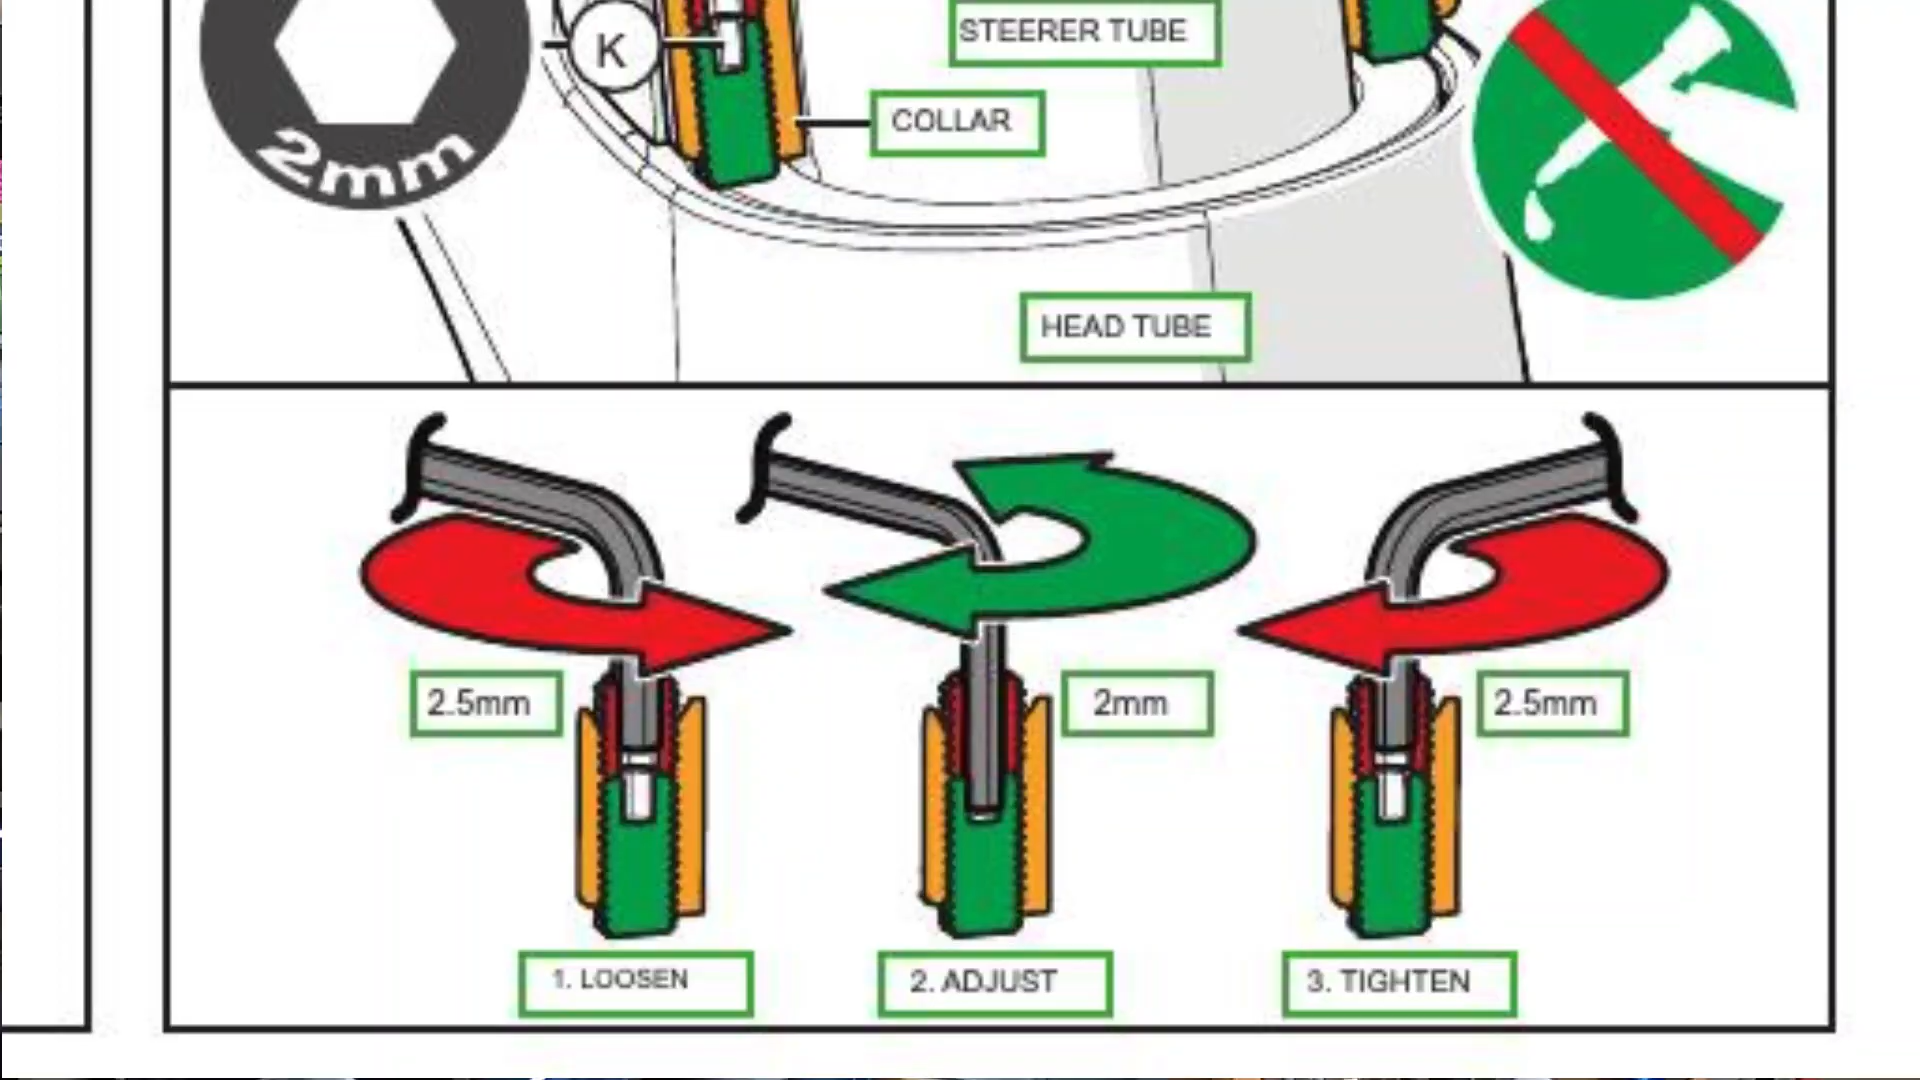 STEERER TUBE
K
COLLAR
2mm
HEAD TUBE
2.5mm
2mm
2.5mm
1. LOOSEN
2. ADJUST
3. TIGHTEN